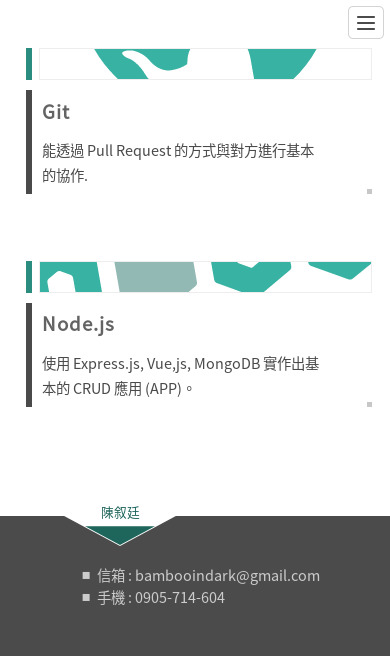 Git
能透過 Pull Request 的方式與對方進行基本
的協作.
Node.js
使用 Express.js, Vue,js, MongoDB 實作出基
本的 CRUD 應用 (APP)。
陳叙廷
■ 信箱 : bambooindark@gmail.com
■ 手機 : 0905-714-604